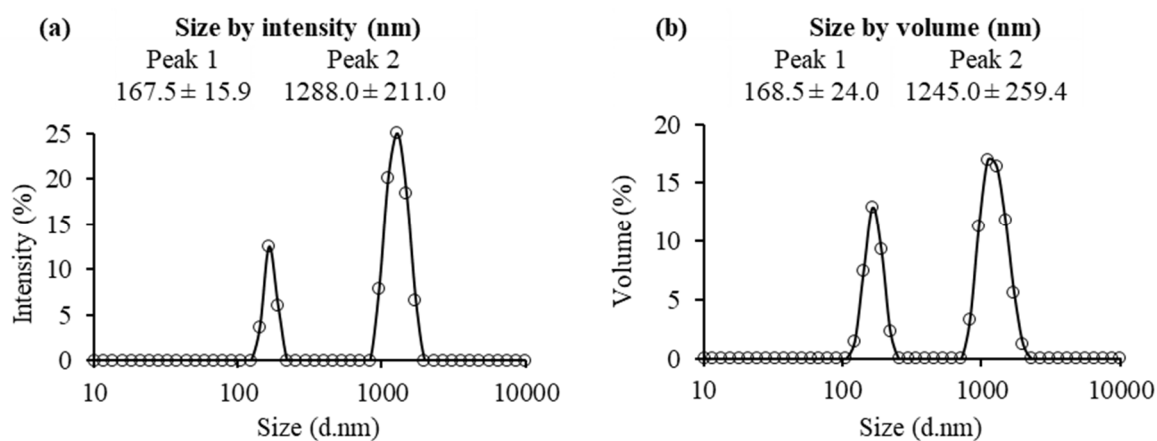 (a) Size by intensity (nm)
Peak 1 Peak 2
167.5 ± 15.9 1288.0 ± 211.0
25
20
15
10
5
0
Intensity (%)
10 100 1000 10000
Size (d.nm)
(b) Size by volume (nm)
Peak 1 Peak 2
168.5 ± 24.0 1245.0 ± 259.4
20
15
10
5
0
Volume (%)
10 100 1000 10000
Size (d.nm)